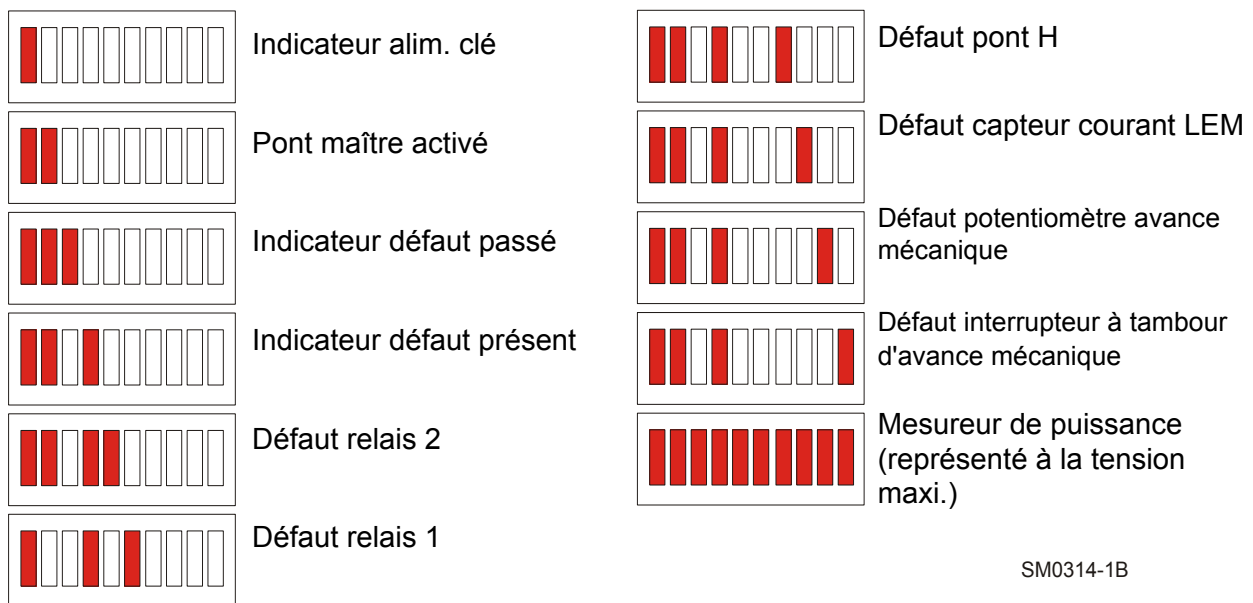 Indicateur alim. clé
Pont maître activé
Indicateur défaut passé
Indicateur défaut présent
Défaut relais 2
Défaut relais 1
Défaut pont H
Défaut capteur courant LEM
Défaut potentiomètre avance
mécanique
Défaut interrupteur à tambour
d'avance mécanique
Mesureur de puissance
(représenté à la tension
maxi.)
SM0314-1B